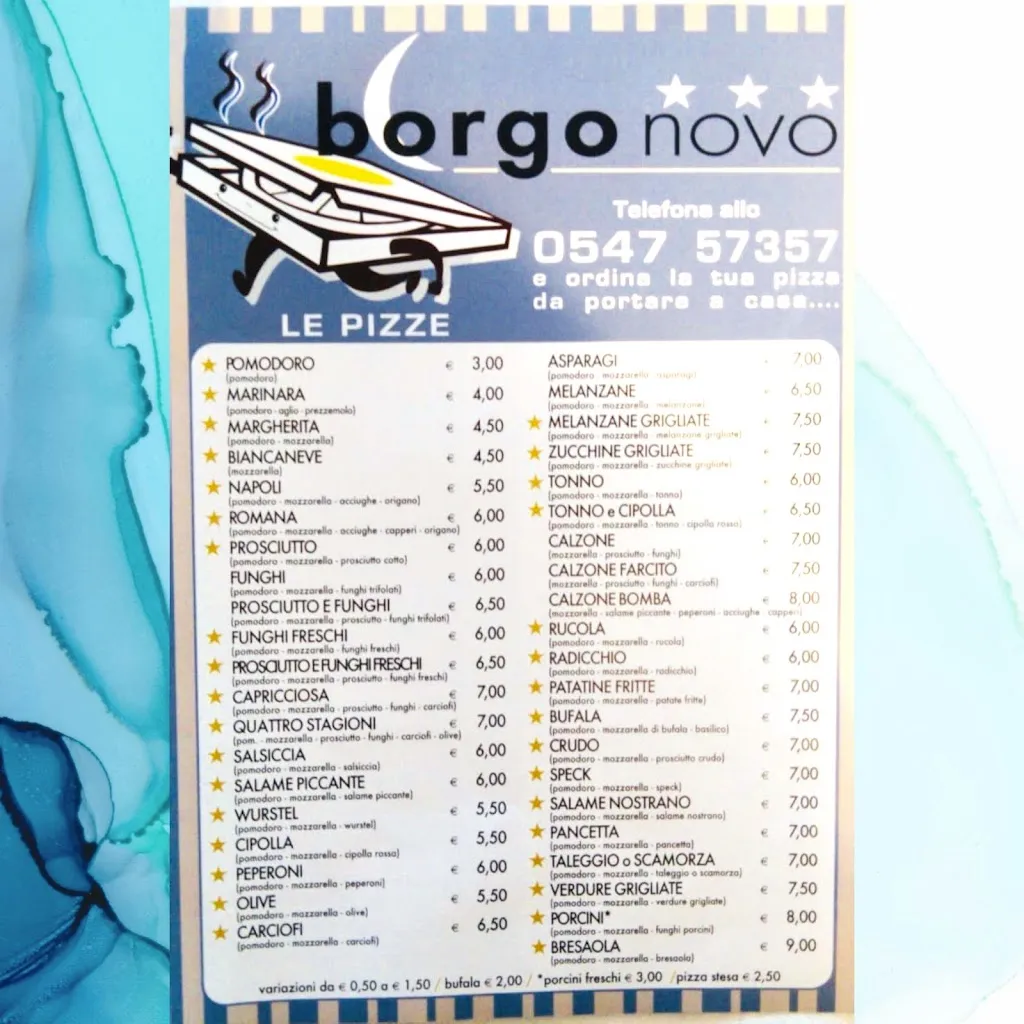 borgo novo
Telefona allo
0547 57357
e ordina la tua pizza
da portare a casa....
LE PIZZE
POMODORO € 3,00
(pomodoro)
MARINARA € 4,00
(pomodoro - aglio - prezzemolo)
MARGHERITA € 4,50
(pomodoro - mozzarella)
BIANCANEVE € 4,50
(mozzarella)
NAPOLI € 5,50
(pomodoro - mozzarella - acciughe - origano)
ROMANA € 6,00
(pomodoro - mozzarella - acciughe - capperi - origano)
PROSCIUTTO € 6,00
(pomodoro - mozzarella - prosciutto cotto)
FUNGHI € 6,00
(pomodoro - mozzarella - funghi trifolati)
PROSCIUTTO E FUNGHI € 6,50
(pomodoro - mozzarella - prosciutto - funghi trifolati)
FUNGHI FRESCHI € 6,00
(pomodoro - mozzarella - funghi freschi)
PROSCIUTTO E FUNGHI FRESCHI € 6,50
(pomodoro - mozzarella - prosciutto - funghi freschi)
CAPRICCIOSA € 7,00
(pomodoro - mozzarella - prosciutto - funghi - carciofi)
QUATTRO STAGIONI € 7,00
(pom. - mozzarella - prosciutto - funghi - carciofi - olive)
SALSICCIA € 6,00
(pomodoro - mozzarella - salsiccia)
SALAME PICCANTE € 6,00
(pomodoro - mozzarella - salame piccante)
WURSTEL € 5,50
(pomodoro - mozzarella - wurstel)
CIPOLLA € 5,50
(pomodoro - mozzarella - cipolla rossa)
PEPERONI € 6,00
(pomodoro - mozzarella - peperoni)
OLIVE € 5,50
(pomodoro - mozzarella - olive)
CARCIOFI € 6,50
(pomodoro - mozzarella - carciofi)
ASPARAGI € 7,00
(pomodoro - mozzarella - asparagi)
MELANZANE € 6,50
(pomodoro - mozzarella - melanzane)
MELANZANE GRIGLIATE € 7,50
(pomodoro - mozzarella - melanzane grigliate)
ZUCCHINE GRIGLIATE € 7,50
(pomodoro - mozzarella - zucchine grigliate)
TONNO € 6,00
(pomodoro - mozzarella - tonno)
TONNO e CIPOLLA € 6,50
(pomodoro - mozzarella - tonno - cipolla rossa)
CALZONE € 7,00
(mozzarella - prosciutto - funghi)
CALZONE FARCITO € 7,50
(mozzarella - prosciutto - funghi - carciofi)
CALZONE BOMBA € 8,00
(mozzarella - salame piccante - peperoni - acciughe - capperi)
RUCOLA € 6,00
(pomodoro - mozzarella - rucola)
RADICCHIO € 6,00
(pomodoro - mozzarella - radicchio)
PATATINE FRITTE € 7,00
(pomodoro - mozzarella - patate fritte)
BUFALA € 7,50
(pomodoro - mozzarella di bufala - basilico)
CRUDO € 7,00
(pomodoro - mozzarella - prosciutto crudo)
SPECK € 7,00
(pomodoro - mozzarella - speck)
SALAME NOSTRANO € 7,00
(pomodoro - mozzarella - salame nostrano)
PANCETTA € 7,00
(pomodoro - mozzarella - pancetta)
TALEGGIO o SCAMORZA € 7,00
(pomodoro - mozzarella - taleggio o scamorza)
VERDURE GRIGLIATE € 7,50
(pomodoro - mozzarella - verdure grigliate)
PORCINI* € 8,00
(pomodoro - mozzarella - funghi porcini)
BRESAOLA € 9,00
(pomodoro - mozzarella - bresaola)
variazioni da € 0,50 a € 1,50 / bufala € 2,00 / *porcini freschi € 3,00 /pizza stesa € 2,50